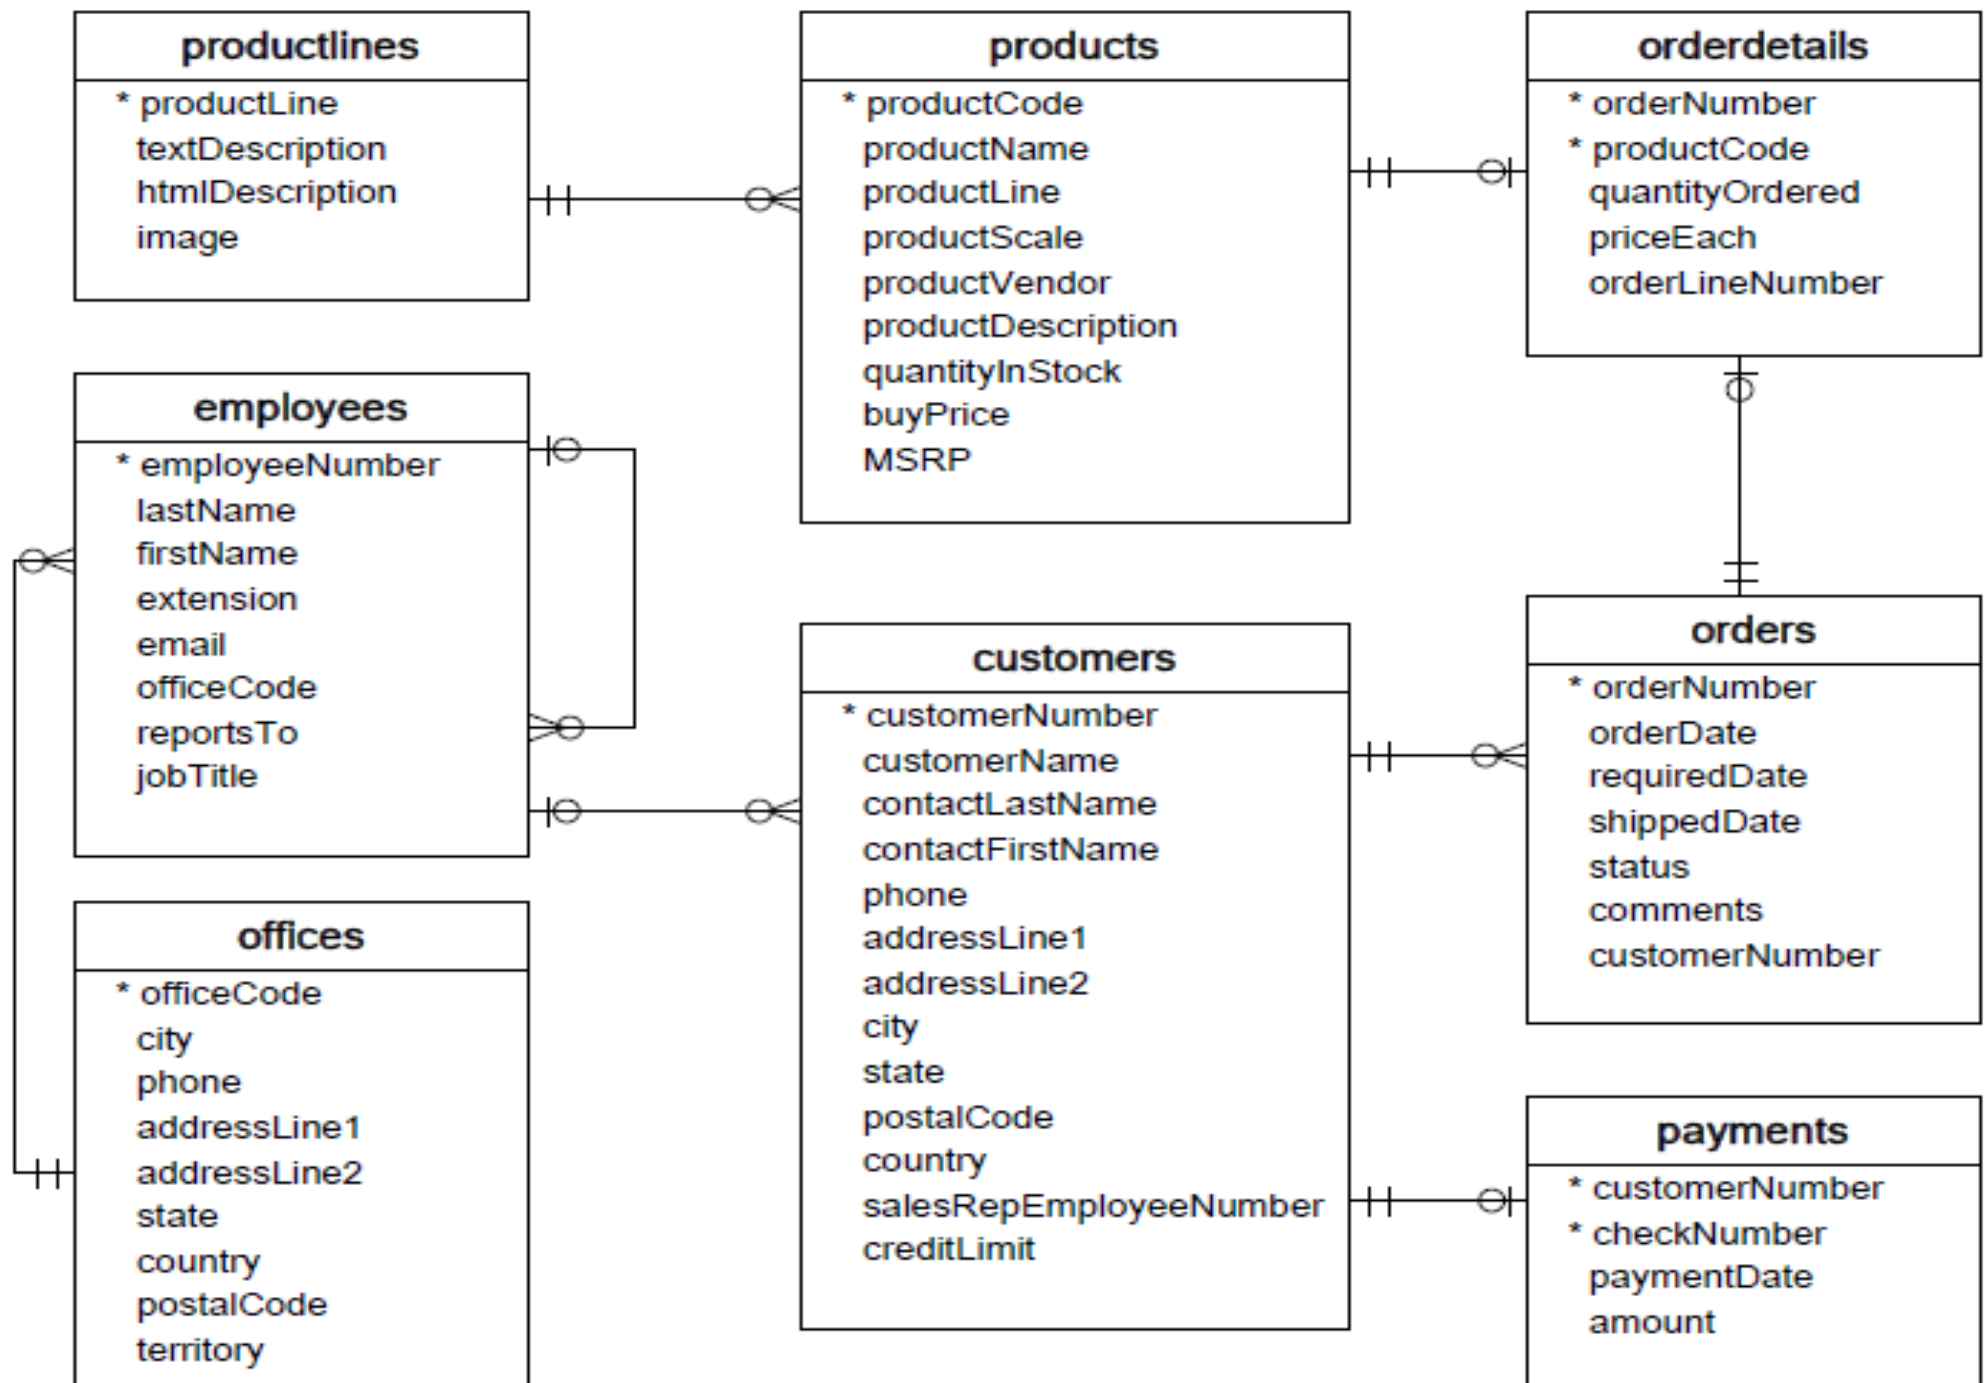 productlines
* productLine
textDescription
htmlDescription
image
products
* productCode
productName
productLine
productScale
productVendor
productDescription
quantityInStock
buyPrice
MSRP
orderdetails
* orderNumber
* productCode
quantityOrdered
priceEach
orderLineNumber
employees
* employeeNumber
lastName
firstName
extension
email
officeCode
reportsTo
jobTitle
customers
* customerNumber
customerName
contactLastName
contactFirstName
phone
addressLine1
addressLine2
city
state
postalCode
country
salesRepEmployeeNumber
creditLimit
orders
* orderNumber
orderDate
requiredDate
shippedDate
status
comments
customerNumber
offices
* officeCode
city
phone
addressLine1
addressLine2
state
country
postalCode
territory
payments
* customerNumber
* checkNumber
paymentDate
amount